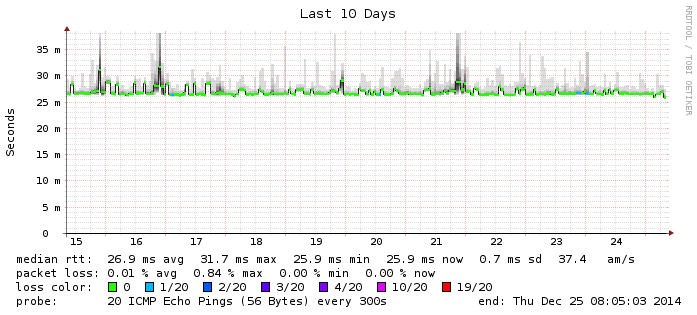 Last 10 Days
RRDTOOL / TOBI OETIKER
Seconds
35 m
30 m
25 m
20 m
15 m
10 m
5 m
0
15 16 17 18 19 20 21 22 23 24
median rtt: 26.9 ms avg 31.7 ms max 25.9 ms min 25.9 ms now 0.7 ms sd 37.4 am/s
packet loss: 0.01 % avg 0.84 % max 0.00 % min 0.00 % now
loss color: 0 1/20 2/20 3/20 4/20 10/20 19/20
probe: 20 ICMP Echo Pings (56 Bytes) every 300s end: Thu Dec 25 08:05:03 2014